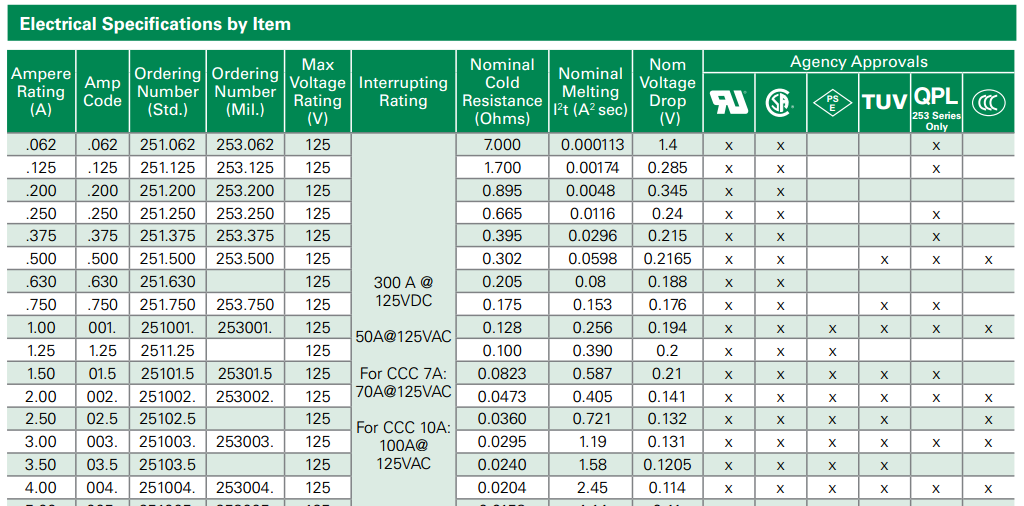 Electrical Specifications by Item
Ampere Rating (A) Amp Code Ordering Number (Std.) Ordering Number (Mil.) Max Voltage Rating (V) Interrupting Rating Nominal Cold Resistance (Ohms) Nominal Melting I²t (A² sec) Nom Voltage Drop (V) Agency Approvals
PS E TUV QPL 253 Series Only CCC
.062 .062 251.062 253.062 125 7.000 0.000113 1.4 x x x
.125 .125 251.125 253.125 125 1.700 0.00174 0.285 x x x
.200 .200 251.200 253.200 125 0.895 0.0048 0.345 x x
.250 .250 251.250 253.250 125 0.665 0.0116 0.24 x x x
.375 .375 251.375 253.375 125 0.395 0.0296 0.215 x x x
.500 .500 251.500 253.500 125 0.302 0.0598 0.2165 x x x x x
.630 .630 251.630 125 0.205 0.08 0.188 x x
.750 .750 251.750 253.750 125 0.175 0.153 0.176 x x x x
1.00 001. 251001. 253001. 125 0.128 0.256 0.194 x x x x x x
1.25 1.25 2511.25 125 0.100 0.390 0.2 x x x
1.50 01.5 25101.5 25301.5 125 0.0823 0.587 0.21 x x x x x
2.00 002. 251002. 253002. 125 0.0473 0.405 0.141 x x x x x x
2.50 02.5 25102.5 125 0.0360 0.721 0.132 x x x x x
3.00 003. 251003. 253003. 125 0.0295 1.19 0.131 x x x x x x
3.50 03.5 25103.5 125 0.0240 1.58 0.1205 x x x x
4.00 004. 251004. 253004. 125 0.0204 2.45 0.114 x x x x x x
300 A @
125VDC
50A@125VAC
For CCC 7A:
70A@125VAC
For CCC 10A:
100A@
125VAC